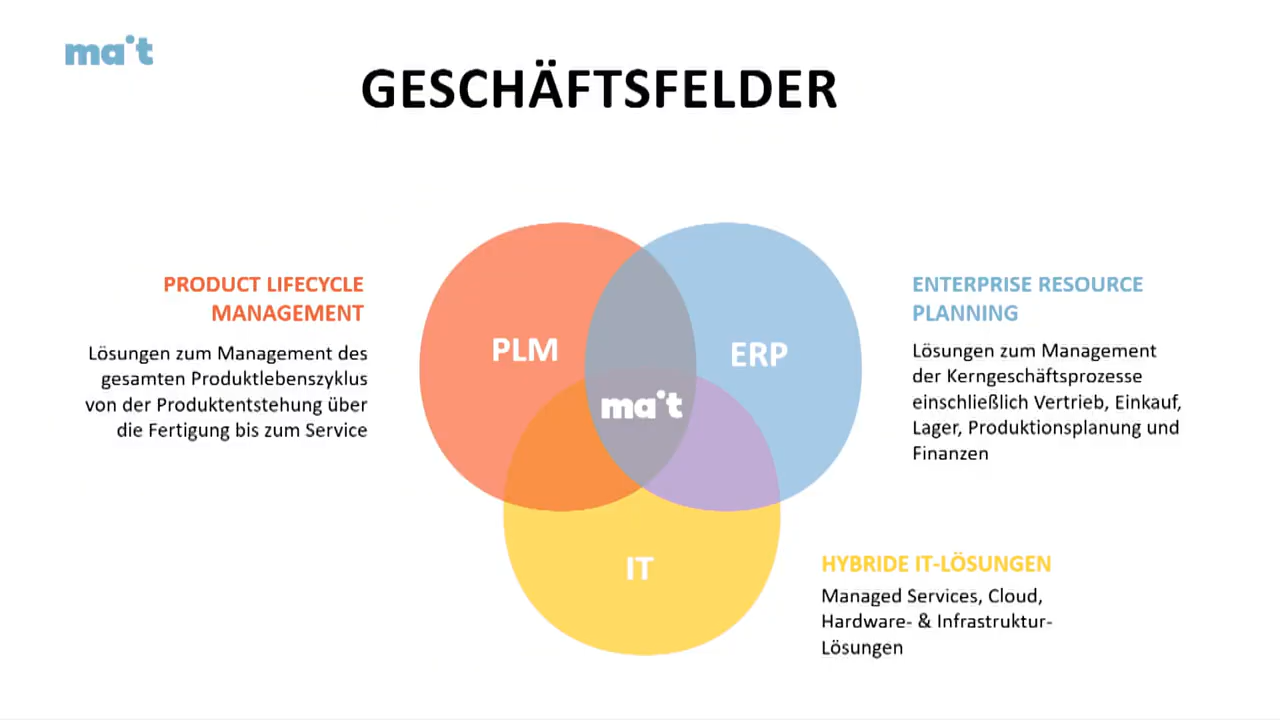 ma·t
GESCHÄFTSFELDER
PRODUCT LIFECYCLE
MANAGEMENT
Lösungen zum Management des
gesamten Produktlebenszyklus
von der Produktentstehung über
die Fertigung bis zum Service
PLM
ERP
ma·t
IT
ENTERPRISE RESOURCE
PLANNING
Lösungen zum Management
der Kerngeschäftsprozesse
einschließlich Vertrieb, Einkauf,
Lager, Produktionsplanung und
Finanzen
HYBRIDE IT-LÖSUNGEN
Managed Services, Cloud,
Hardware- & Infrastruktur-
Lösungen